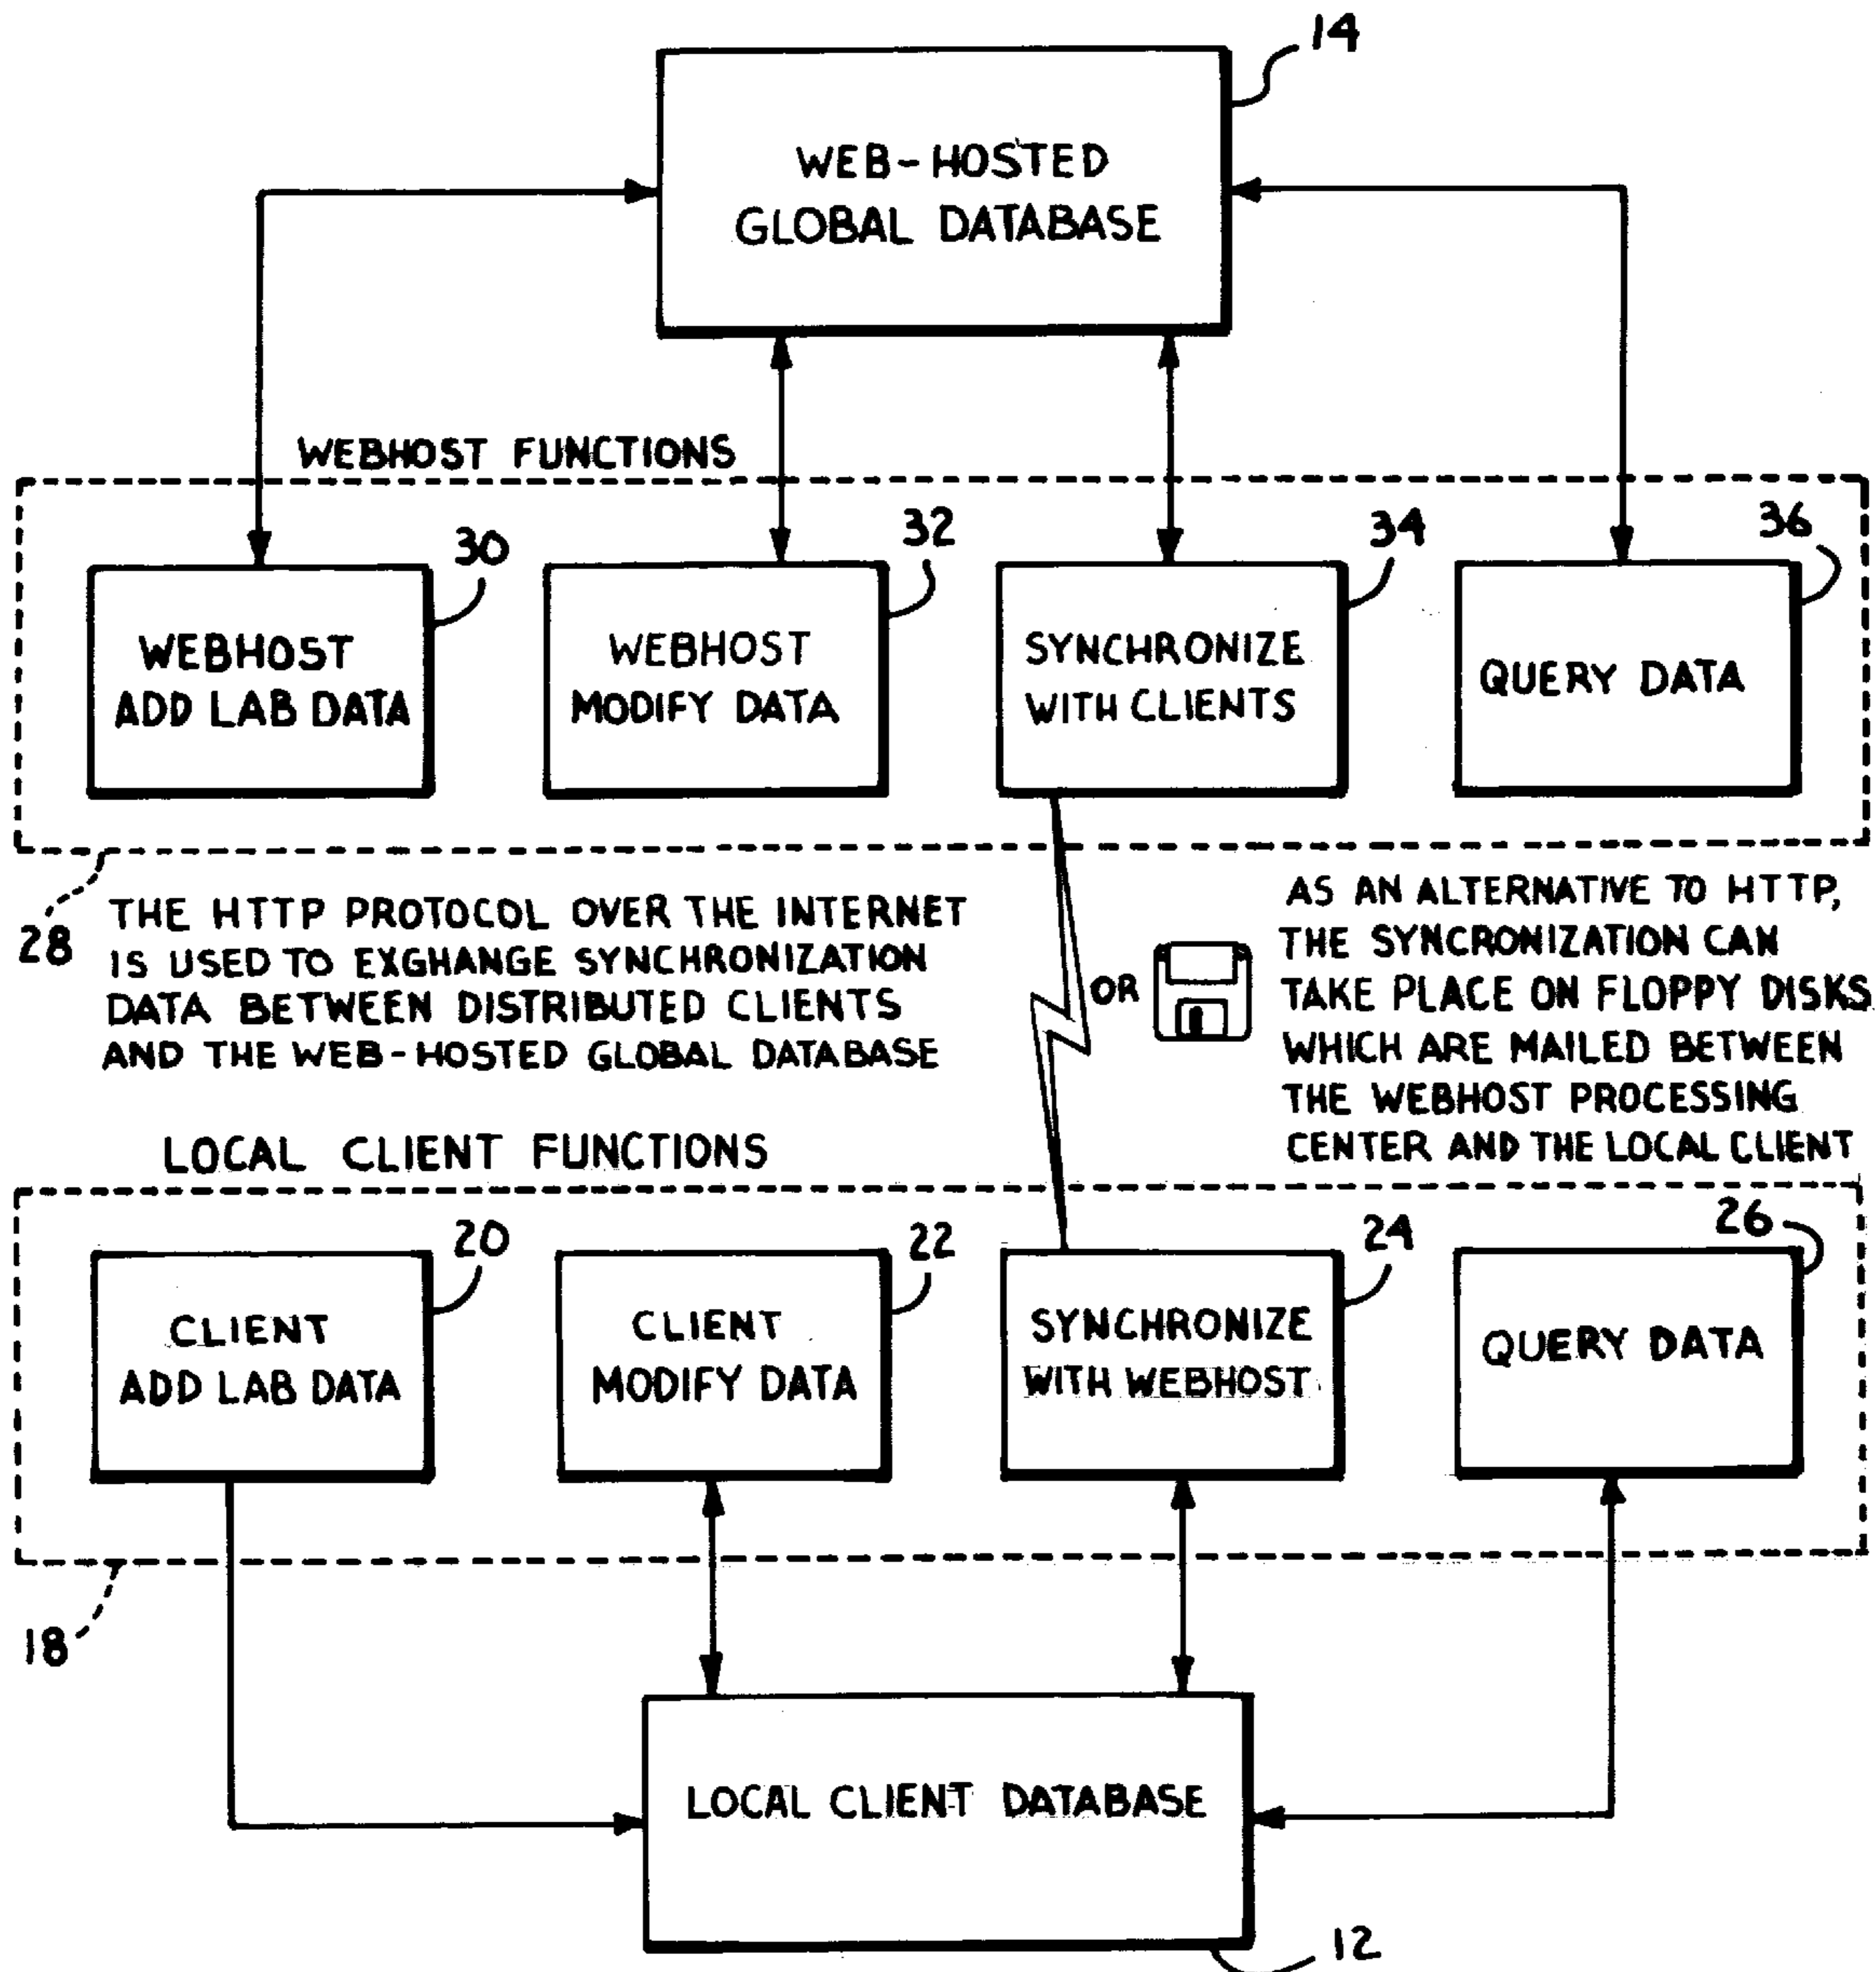 14
WEB-HOSTED
GLOBAL DATABASE
WEBHOST FUNCTIONS
30
32
34
36
WEBHOST
ADD LAB DATA
WEBHOST
MODIFY DATA
SYNCHRONIZE
WITH CLIENTS
QUERY DATA
28
THE HTTP PROTOCOL OVER THE INTERNET
IS USED TO EXGHANGE SYNCHRONIZATION
DATA BETWEEN DISTRIBUTED CLIENTS
AND THE WEB-HOSTED GLOBAL DATABASE
OR
AS AN ALTERNATIVE TO HTTP,
THE SYNCRONIZATION CAN
TAKE PLACE ON FLOPPY DISKS
WHICH ARE MAILED BETWEEN
THE WEBHOST PROCESSING
CENTER AND THE LOCAL CLIENT
LOCAL CLIENT FUNCTIONS
20
22
24
26
CLIENT
ADD LAB DATA
CLIENT
MODIFY DATA
SYNCHRONIZE
WITH WEBHOST
QUERY DATA
18
LOCAL CLIENT DATABASE
12